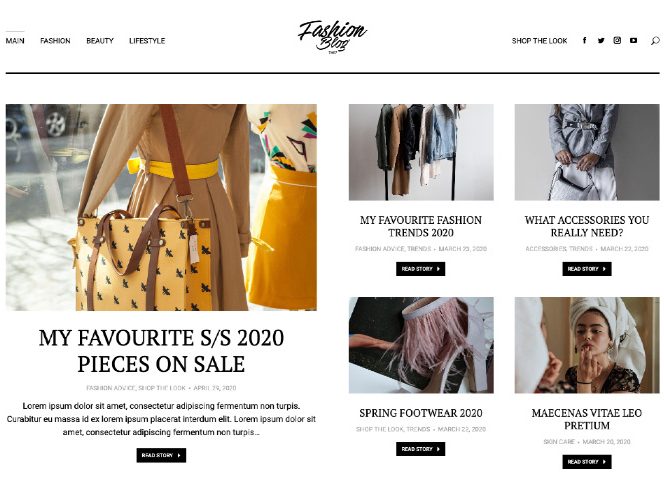 MAIN
FASHION
BEAUTY
LIFESTYLE
Fashion
Blog
SHOP THE LOOK
MY FAVOURITE S/S 2020
PIECES ON SALE
FASHION ADVICE, SHOP THE LOOK • APRIL 29, 2020
Lorem ipsum dolor sit amet, consectetur adipiscing fermentum non turpis.
Curabitur eu massa id ex lorem ipsum placerat interdum elit. Lorem ipsum dolor sit
amet, consectetur adipiscing fermentum non turpis…
READ STORY
MY FAVOURITE FASHION
TRENDS 2020
FASHION ADVICE, TRENDS • MARCH 23, 2020
READ STORY
WHAT ACCESSORIES YOU
REALLY NEED?
ACCESSORIES, TRENDS • MARCH 22, 2020
READ STORY
SPRING FOOTWEAR 2020
SHOP THE LOOK, TRENDS • MARCH 22, 2020
READ STORY
MAECENAS VITAE LEO
PRETIUM
SKIN CARE • MARCH 20, 2020
READ STORY